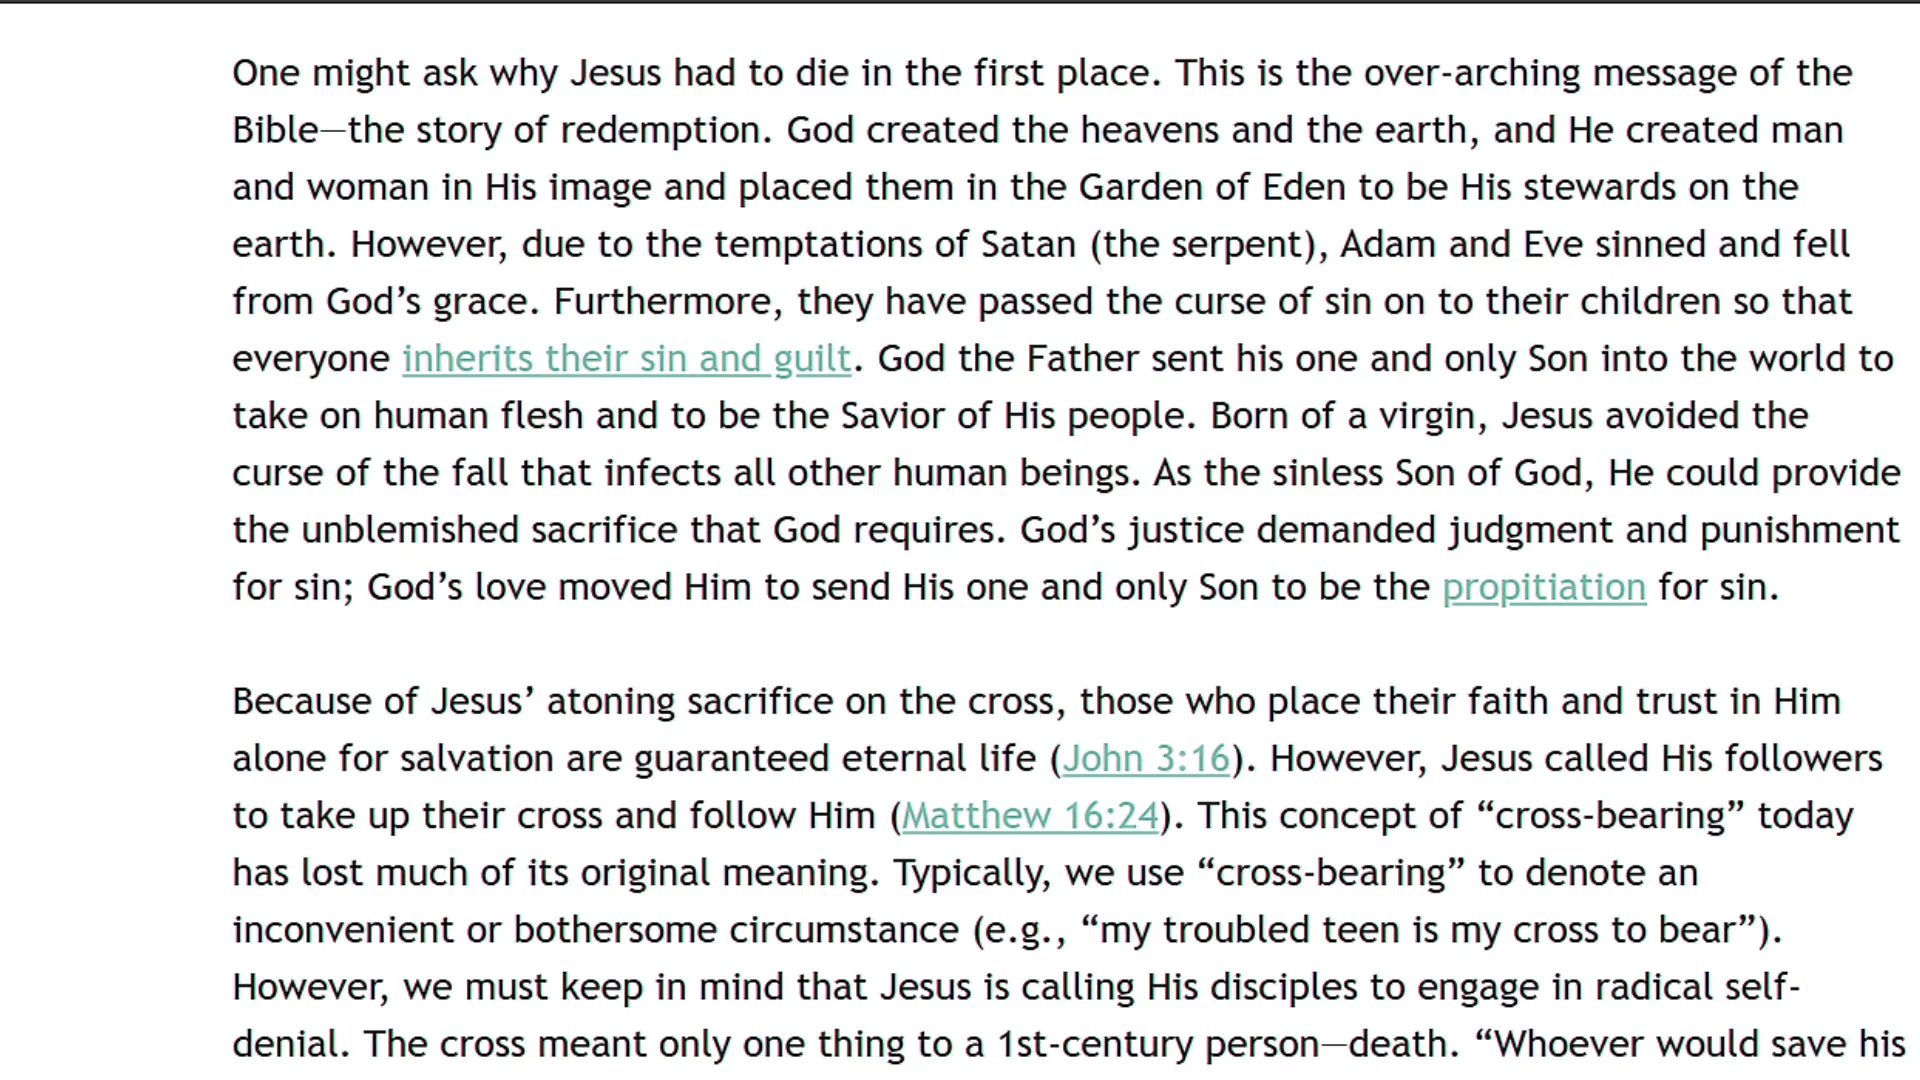 One might ask why Jesus had to die in the first place. This is the over-arching message of the
Bible—the story of redemption. God created the heavens and the earth, and He created man
and woman in His image and placed them in the Garden of Eden to be His stewards on the
earth. However, due to the temptations of Satan (the serpent), Adam and Eve sinned and fell
from God’s grace. Furthermore, they have passed the curse of sin on to their children so that
everyone inherits their sin and guilt. God the Father sent his one and only Son into the world to
take on human flesh and to be the Savior of His people. Born of a virgin, Jesus avoided the
curse of the fall that infects all other human beings. As the sinless Son of God, He could provide
the unblemished sacrifice that God requires. God’s justice demanded judgment and punishment
for sin; God’s love moved Him to send His one and only Son to be the propitiation for sin.
Because of Jesus’ atoning sacrifice on the cross, those who place their faith and trust in Him
alone for salvation are guaranteed eternal life (John 3:16). However, Jesus called His followers
to take up their cross and follow Him (Matthew 16:24). This concept of “cross-bearing” today
has lost much of its original meaning. Typically, we use “cross-bearing” to denote an
inconvenient or bothersome circumstance (e.g., “my troubled teen is my cross to bear”).
However, we must keep in mind that Jesus is calling His disciples to engage in radical self-
denial. The cross meant only one thing to a 1st-century person—death. “Whoever would save his